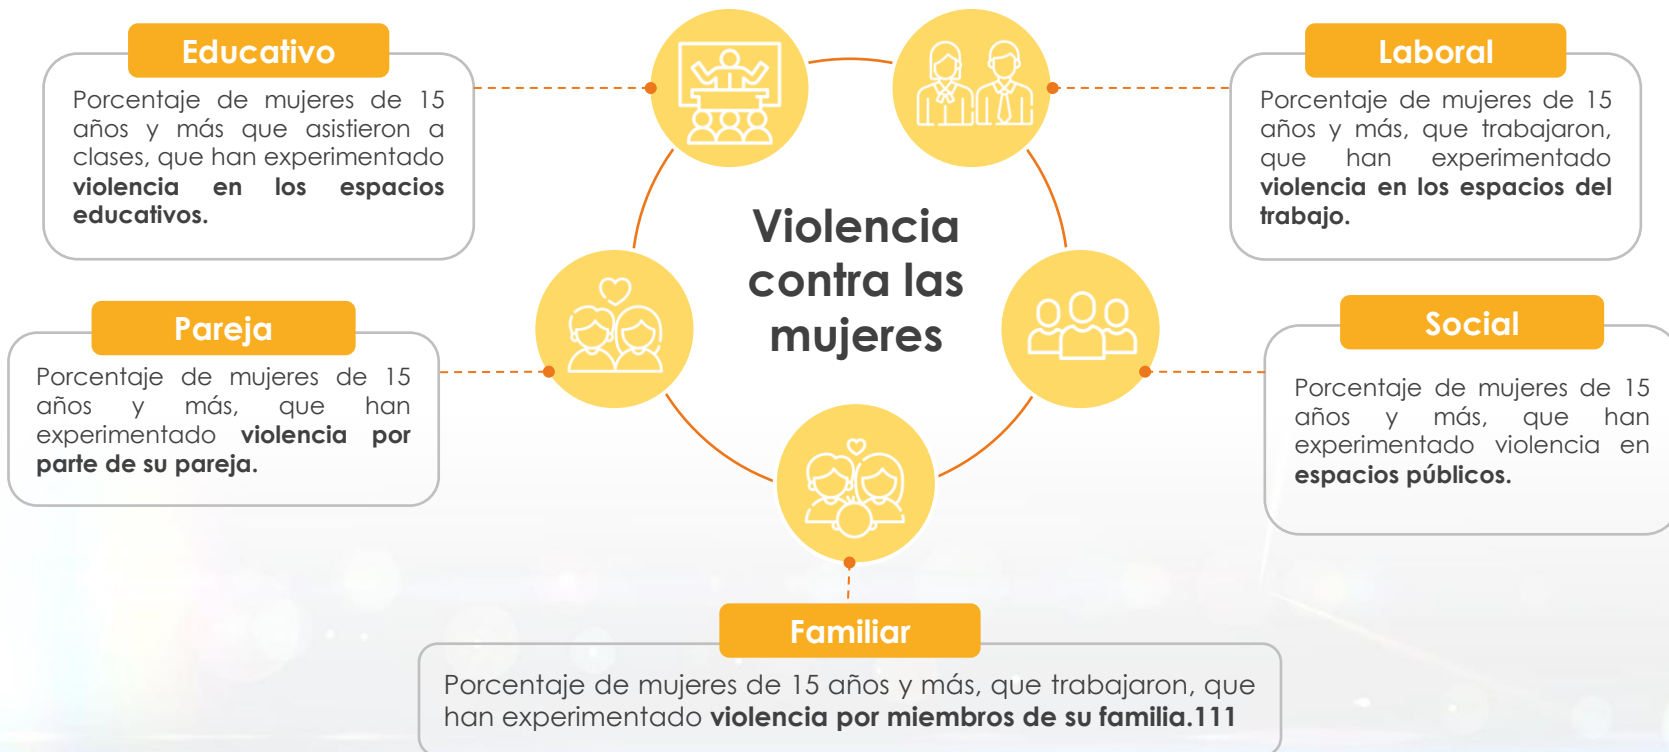 Educativo
Porcentaje de mujeres de 15
años y más que asistieron a
clases, que han experimentado
violencia en los espacios
educativos.
Laboral
Porcentaje de mujeres de 15
años y más, que trabajaron,
que han experimentado
violencia en los espacios del
trabajo.
Violencia
contra las
mujeres
Pareja
Porcentaje de mujeres de 15
años y más, que han
experimentado violencia por
parte de su pareja.
Social
Porcentaje de mujeres de 15
años y más, que han
experimentado violencia en
espacios públicos.
Familiar
Porcentaje de mujeres de 15 años y más, que trabajaron, que
han experimentado violencia por miembros de su familia.111